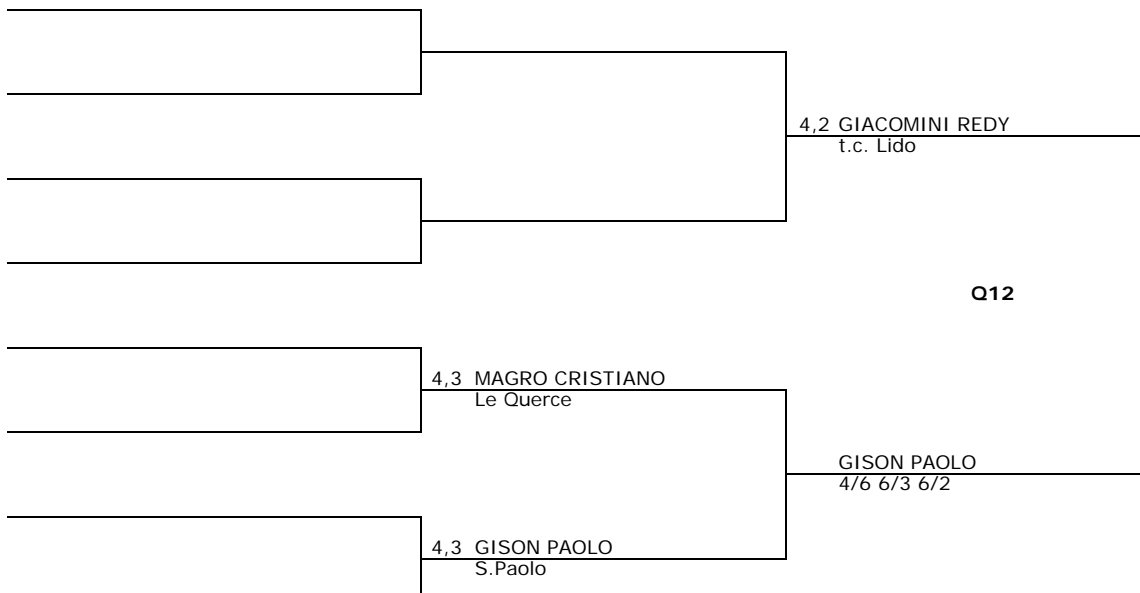 4,2 GIACOMINI REDY
t.c. Lido
Q12
4,3 MAGRO CRISTIANO
Le Querce
GISON PAOLO
4/6 6/3 6/2
4,3 GISON PAOLO
S.Paolo